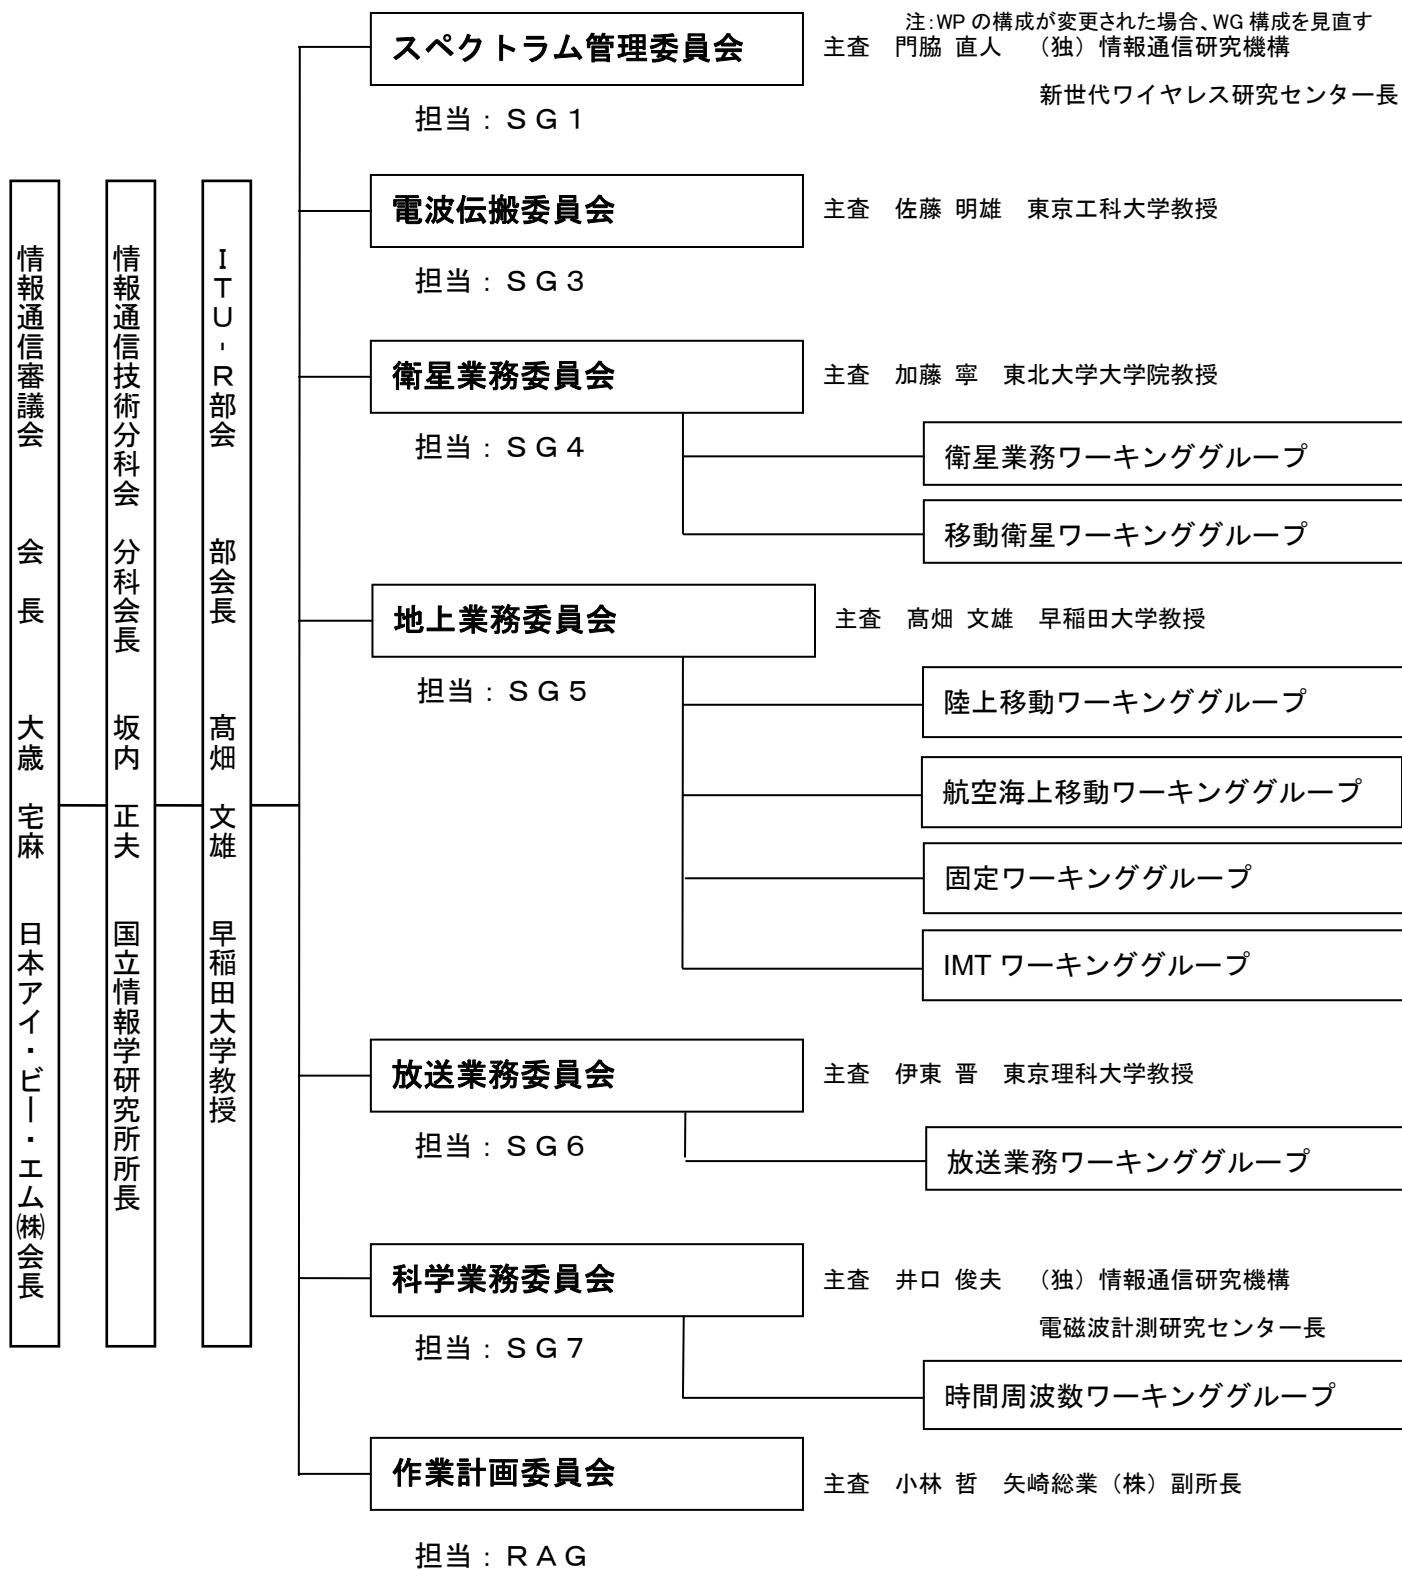 注:WP の構成が変更された場合、WG 構成を見直す
スペクトラム管理委員会
主査 門脇 直人 （独）情報通信研究機構
新世代ワイヤレス研究センター長
担当：ＳＧ１
情報通信審議会 会 長 大歳 宅麻 日本アイ・ビー・エム㈱会長
情報通信技術分科会 分科会長 坂内 正夫 国立情報学研究所所長
ＩＴＵ-Ｒ部会 部会長 髙畑 文雄 早稲田大学教授
電波伝搬委員会
主査 佐藤 明雄 東京工科大学教授
担当：ＳＧ３
衛星業務委員会
主査 加藤 寧 東北大学大学院教授
担当：ＳＧ４
衛星業務ワーキンググループ
移動衛星ワーキンググループ
地上業務委員会
主査 髙畑 文雄 早稲田大学教授
担当：ＳＧ５
陸上移動ワーキンググループ
航空海上移動ワーキンググループ
固定ワーキンググループ
IMT ワーキンググループ
放送業務委員会
主査 伊東 晋 東京理科大学教授
担当：ＳＧ６
放送業務ワーキンググループ
科学業務委員会
主査 井口 俊夫 （独）情報通信研究機構
電磁波計測研究センター長
担当：ＳＧ７
時間周波数ワーキンググループ
作業計画委員会
主査 小林 哲 矢崎総業（株）副所長
担当：ＲＡＧ